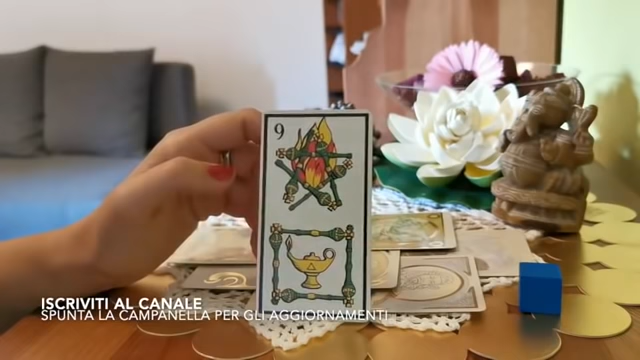 9
ISCRIVITI AL CANALE
SPUNTA LA CAMPANELLA PER GLI AGGIORNAMENTI